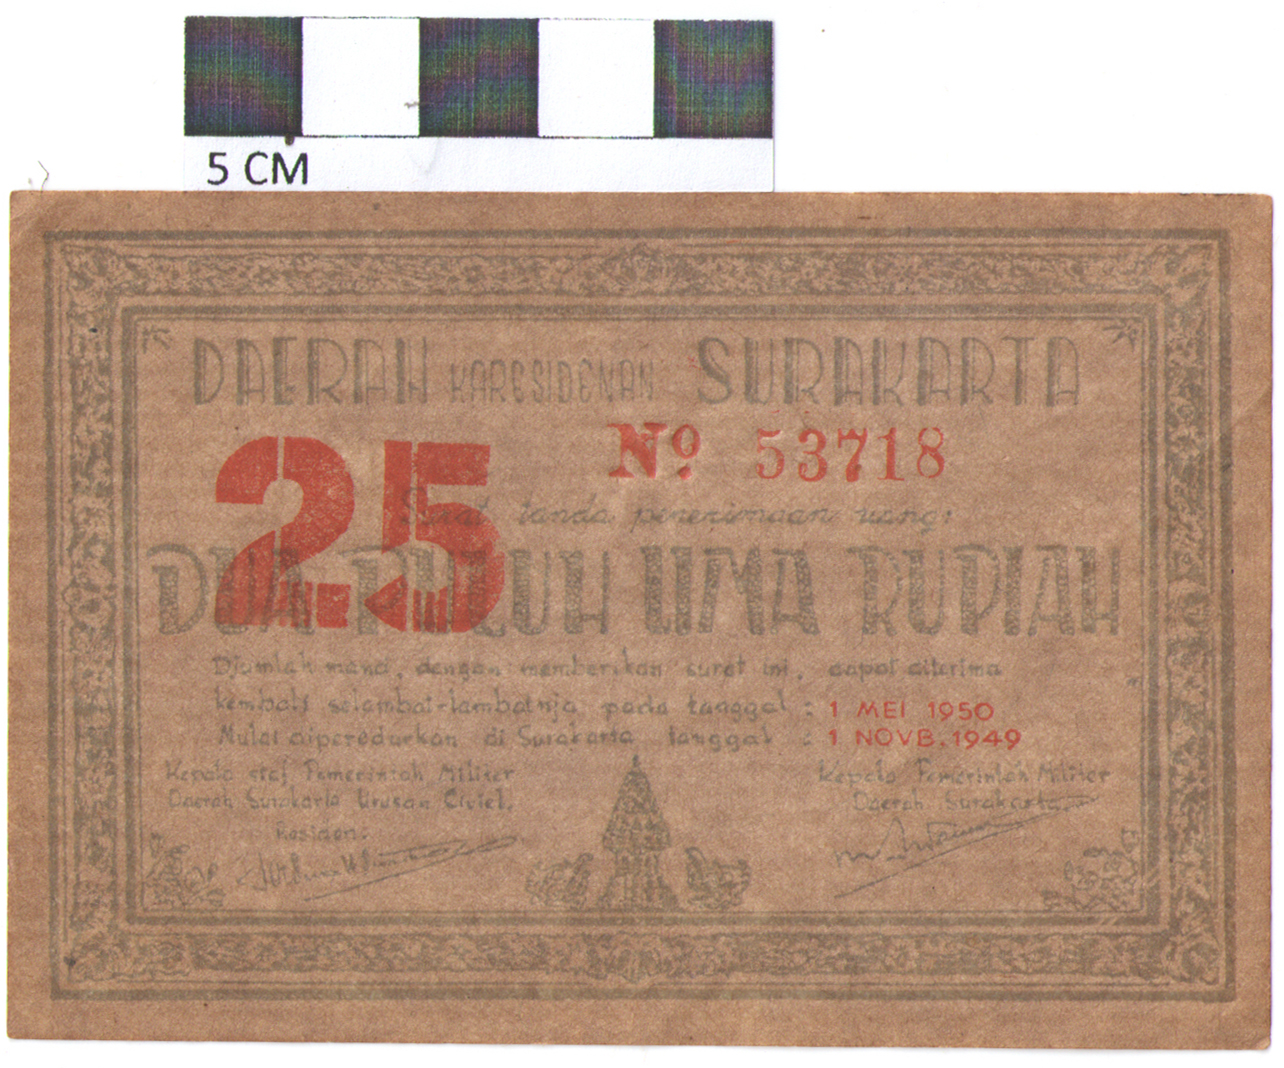 5 CM
DAERAH KARESIDENAN SURAKARTA
25
Nº 53718
Surat tanda penerimaan uang:
DUA PULUH LIMA RUPIAH
Djumlah mana, dengan memberikan surat ini, dapat diterima
kembali selambat-lambatnja pada tanggal : 1 MEI 1950
Mulai diperedarkan di Surakarta tanggal : 1 NOVB. 1949
Kepala staf Pemerintah Militer
Daerah Surakarta Urusan Civiel.
Residen:
Kepala Pemerintah Militer
Daerah Surakarta.